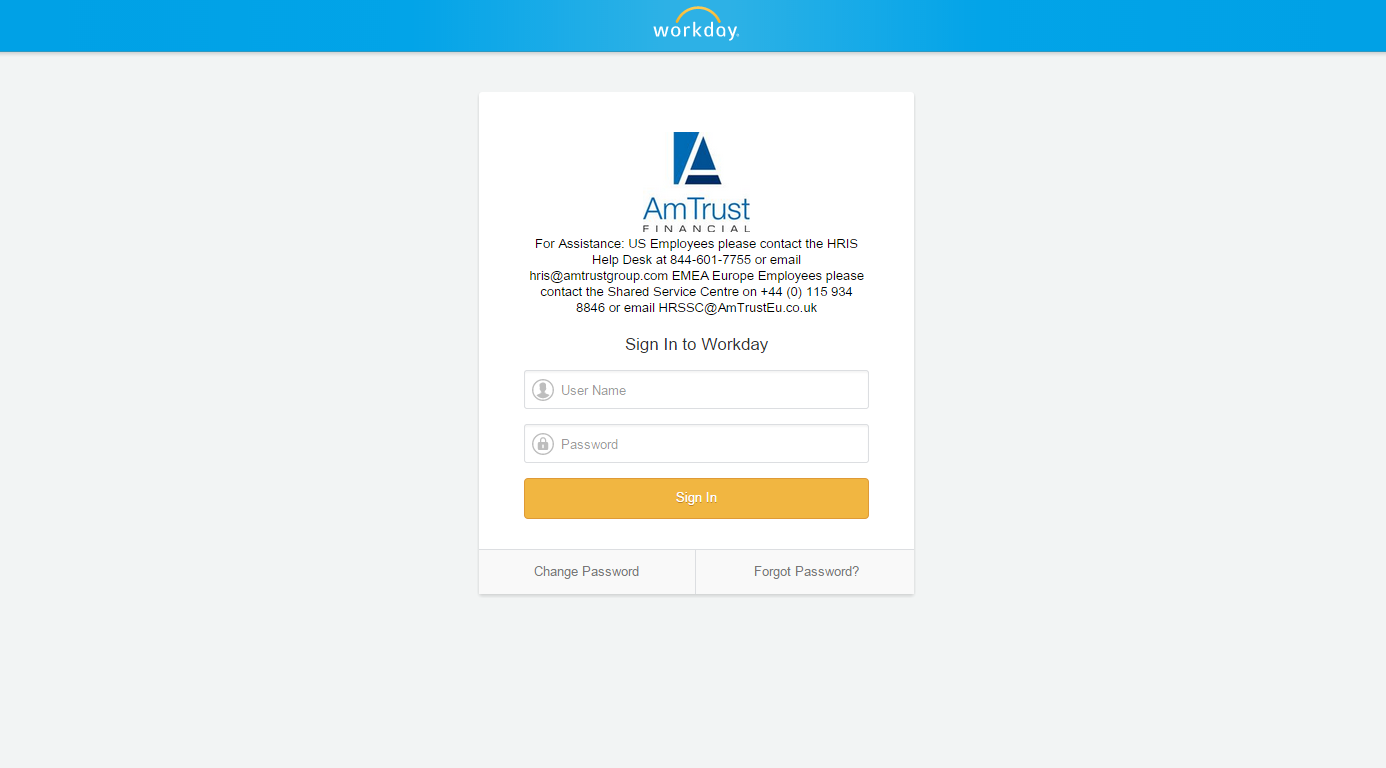 workday.
AmTrust
FINANCIAL
For Assistance: US Employees please contact the HRIS
Help Desk at 844-601-7755 or email
hris@amtrustgroup.com EMEA Europe Employees please
contact the Shared Service Centre on +44 (0) 115 934
8846 or email HRSSC@AmTrustEu.co.uk
Sign In to Workday
User Name
Password
Sign In
Change Password
Forgot Password?